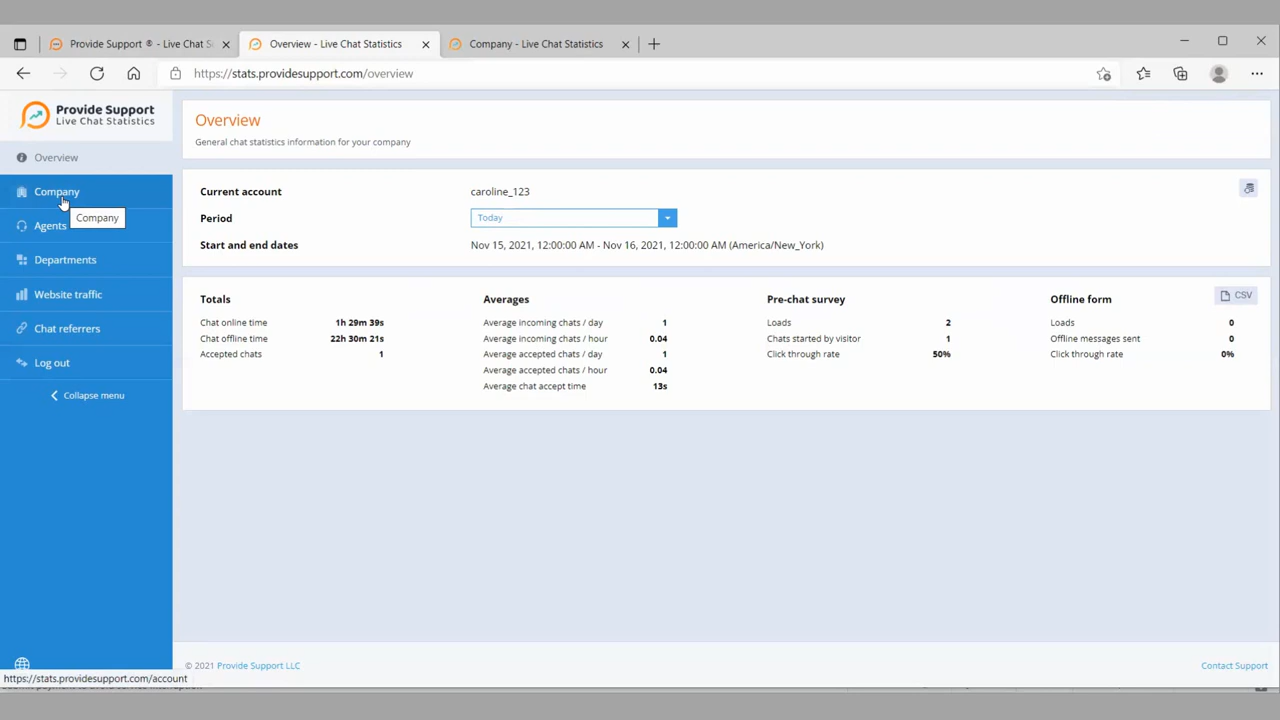 Provide Support ® - Live Chat S
Overview - Live Chat Statistics
Company - Live Chat Statistics
https://stats.providesupport.com/overview
Provide Support
Live Chat Statistics
Overview
Company
Company
Agents
Departments
Website traffic
Chat referrers
Log out
Collapse menu
Overview
General chat statistics information for your company
Current account caroline_123
Period Today
Start and end dates Nov 15, 2021, 12:00:00 AM - Nov 16, 2021, 12:00:00 AM (America/New_York)
CSV
Totals
Chat online time 1h 29m 39s
Chat offline time 22h 30m 21s
Accepted chats 1
Averages
Average incoming chats / day 1
Average incoming chats / hour 0.04
Average accepted chats / day 1
Average accepted chats / hour 0.04
Average chat accept time 13s
Pre-chat survey
Loads 2
Chats started by visitor 1
Click through rate 50%
Offline form
Loads 0
Offline messages sent 0
Click through rate 0%
© 2021 Provide Support LLC
Contact Support
https://stats.providesupport.com/account